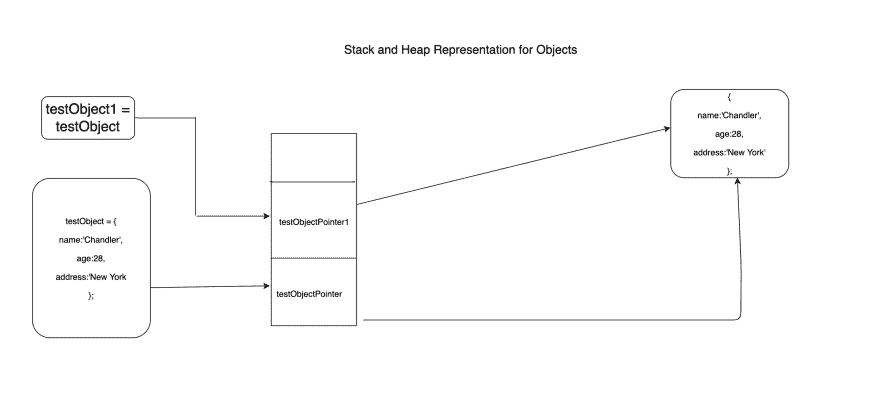 Stack and Heap Representation for Objects
testObject1 =
testObject
testObject = {
name:'Chandler',
age:28,
address:'New York
};
testObjectPointer1
testObjectPointer
{
name:'Chandler',
age:28,
address:'New York'
};